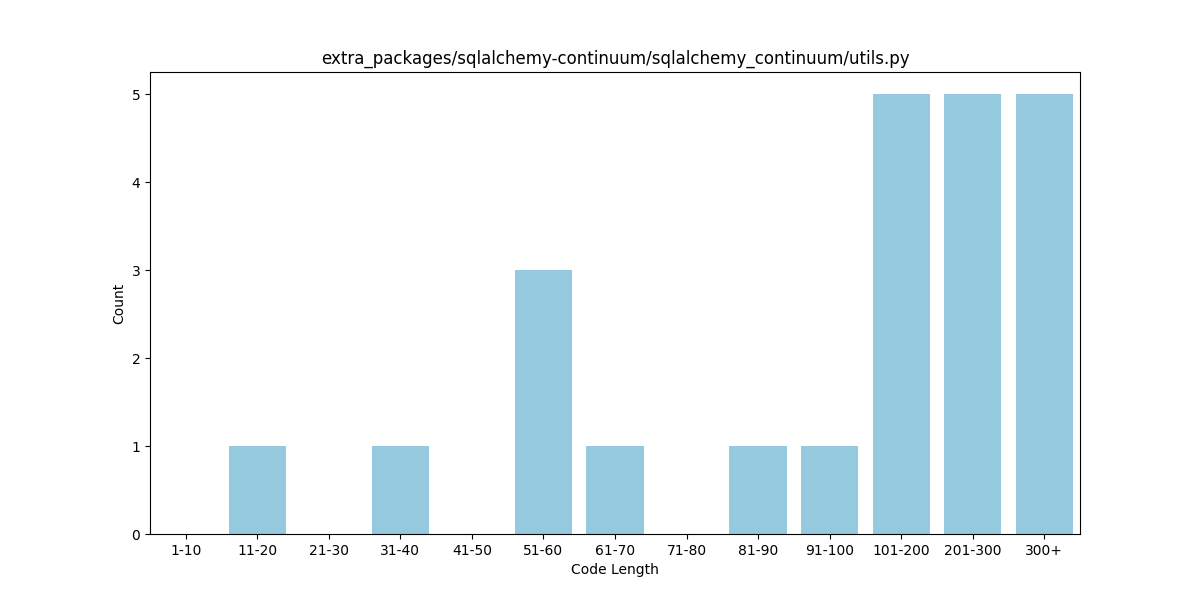 extra_packages/sqlalchemy-continuum/sqlalchemy_continuum/utils.py
5
4
3
2
1
0
Count
1-10 11-20 21-30 31-40 41-50 51-60 61-70 71-80 81-90 91-100 101-200 201-300 300+
Code Length